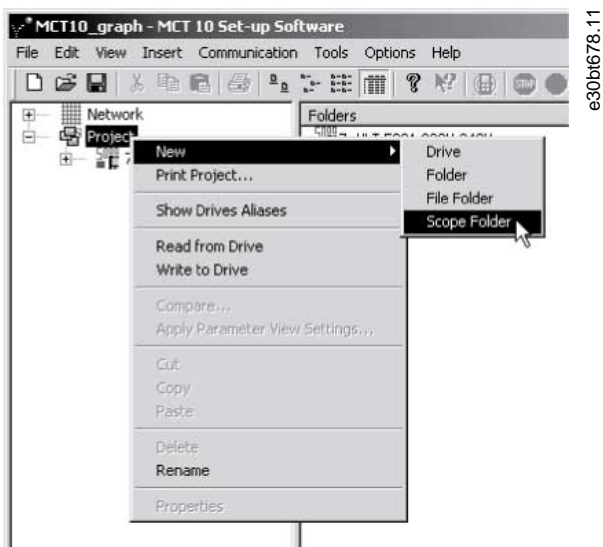 MCT10_graph - MCT 10 Set-up Software
File Edit View Insert Communication Tools Options Help
STOP
Network
Folders
Project
New
Drive
Folder
File Folder
Scope Folder
Print Project...
Show Drives Aliases
Read from Drive
Write to Drive
Compare...
Apply Parameter View Settings...
Cut
Copy
Paste
Delete
Rename
Properties
e30bt678.11